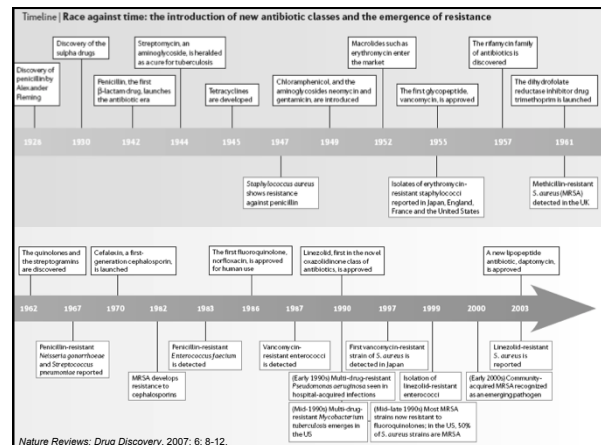 Timeline | Race against time: the introduction of new antibiotic classes and the emergence of resistance
Discovery of
penicillin by
Alexander
Fleming
Discovery of the
sulpha drugs
Penicillin, the first
β-lactam drug, launches
the antibiotic era
Streptomycin, an
aminoglycoside, is heralded
as a cure for tuberculosis
Tetracyclines
are developed
Chloramphenicol, and the
aminoglycosides neomycin and
gentamicin, are introduced
Macrolides such as
erythromycin enter
the market
The first glycopeptide,
vancomycin, is approved
The rifamycin family
of antibiotics is
discovered
The dihydrofolate
reductase inhibitor drug
trimethoprim is launched
1928
1930
1942
1944
1945
1947
1949
1952
1955
1957
1961
Staphylococcus aureus
shows resistance
against penicillin
Isolates of erythromycin-
resistant staphylococci
reported in Japan, England,
France and the United States
Methicillin-resistant
S. aureus (MRSA)
detected in the UK
The quinolones and
the streptogramins
are discovered
Cefalexin, a first-
generation cephalosporin,
is launched
The first fluoroquinolone,
norfloxacin, is approved
for human use
Linezolid, first in the novel
oxazolidinone class of
antibiotics, is approved
A new lipopeptide
antibiotic, daptomycin,
is approved
1962
1967
1970
1997
1999
2000
2003
Penicillin-resistant
Neisseria gonorrhoeae
and Streptococcus
pneumoniae reported
MRSA develops
resistance to
cephalosporins
Penicillin-resistant
Enterococcus faecium
is detected
Vancomycin-
resistant enterococci
is detected
(Early 1990s) Multi-drug-resistant
Pseudomonas aeruginosa seen in
hospital-acquired infections
(Mid-1990s) Multi-drug-
resistant Mycobacterium
tuberculosis emerges in
the US
First vancomycin-resistant
strain of S. aureus is
detected in Japan
(Mid-late 1990s) Most MRSA
strains now resistant to
fluoroquinolones; in the US, 50%
of S. aureus strains are MRSA
Isolation of
linezolid-resistant
enterococci
(Early 2000s) Community-
acquired MRSA recognized
as an emerging pathogen
Linezolid-resistant
S. aureus is
reported
Nature Reviews: Drug Discovery, 2007; 6: 8-12.